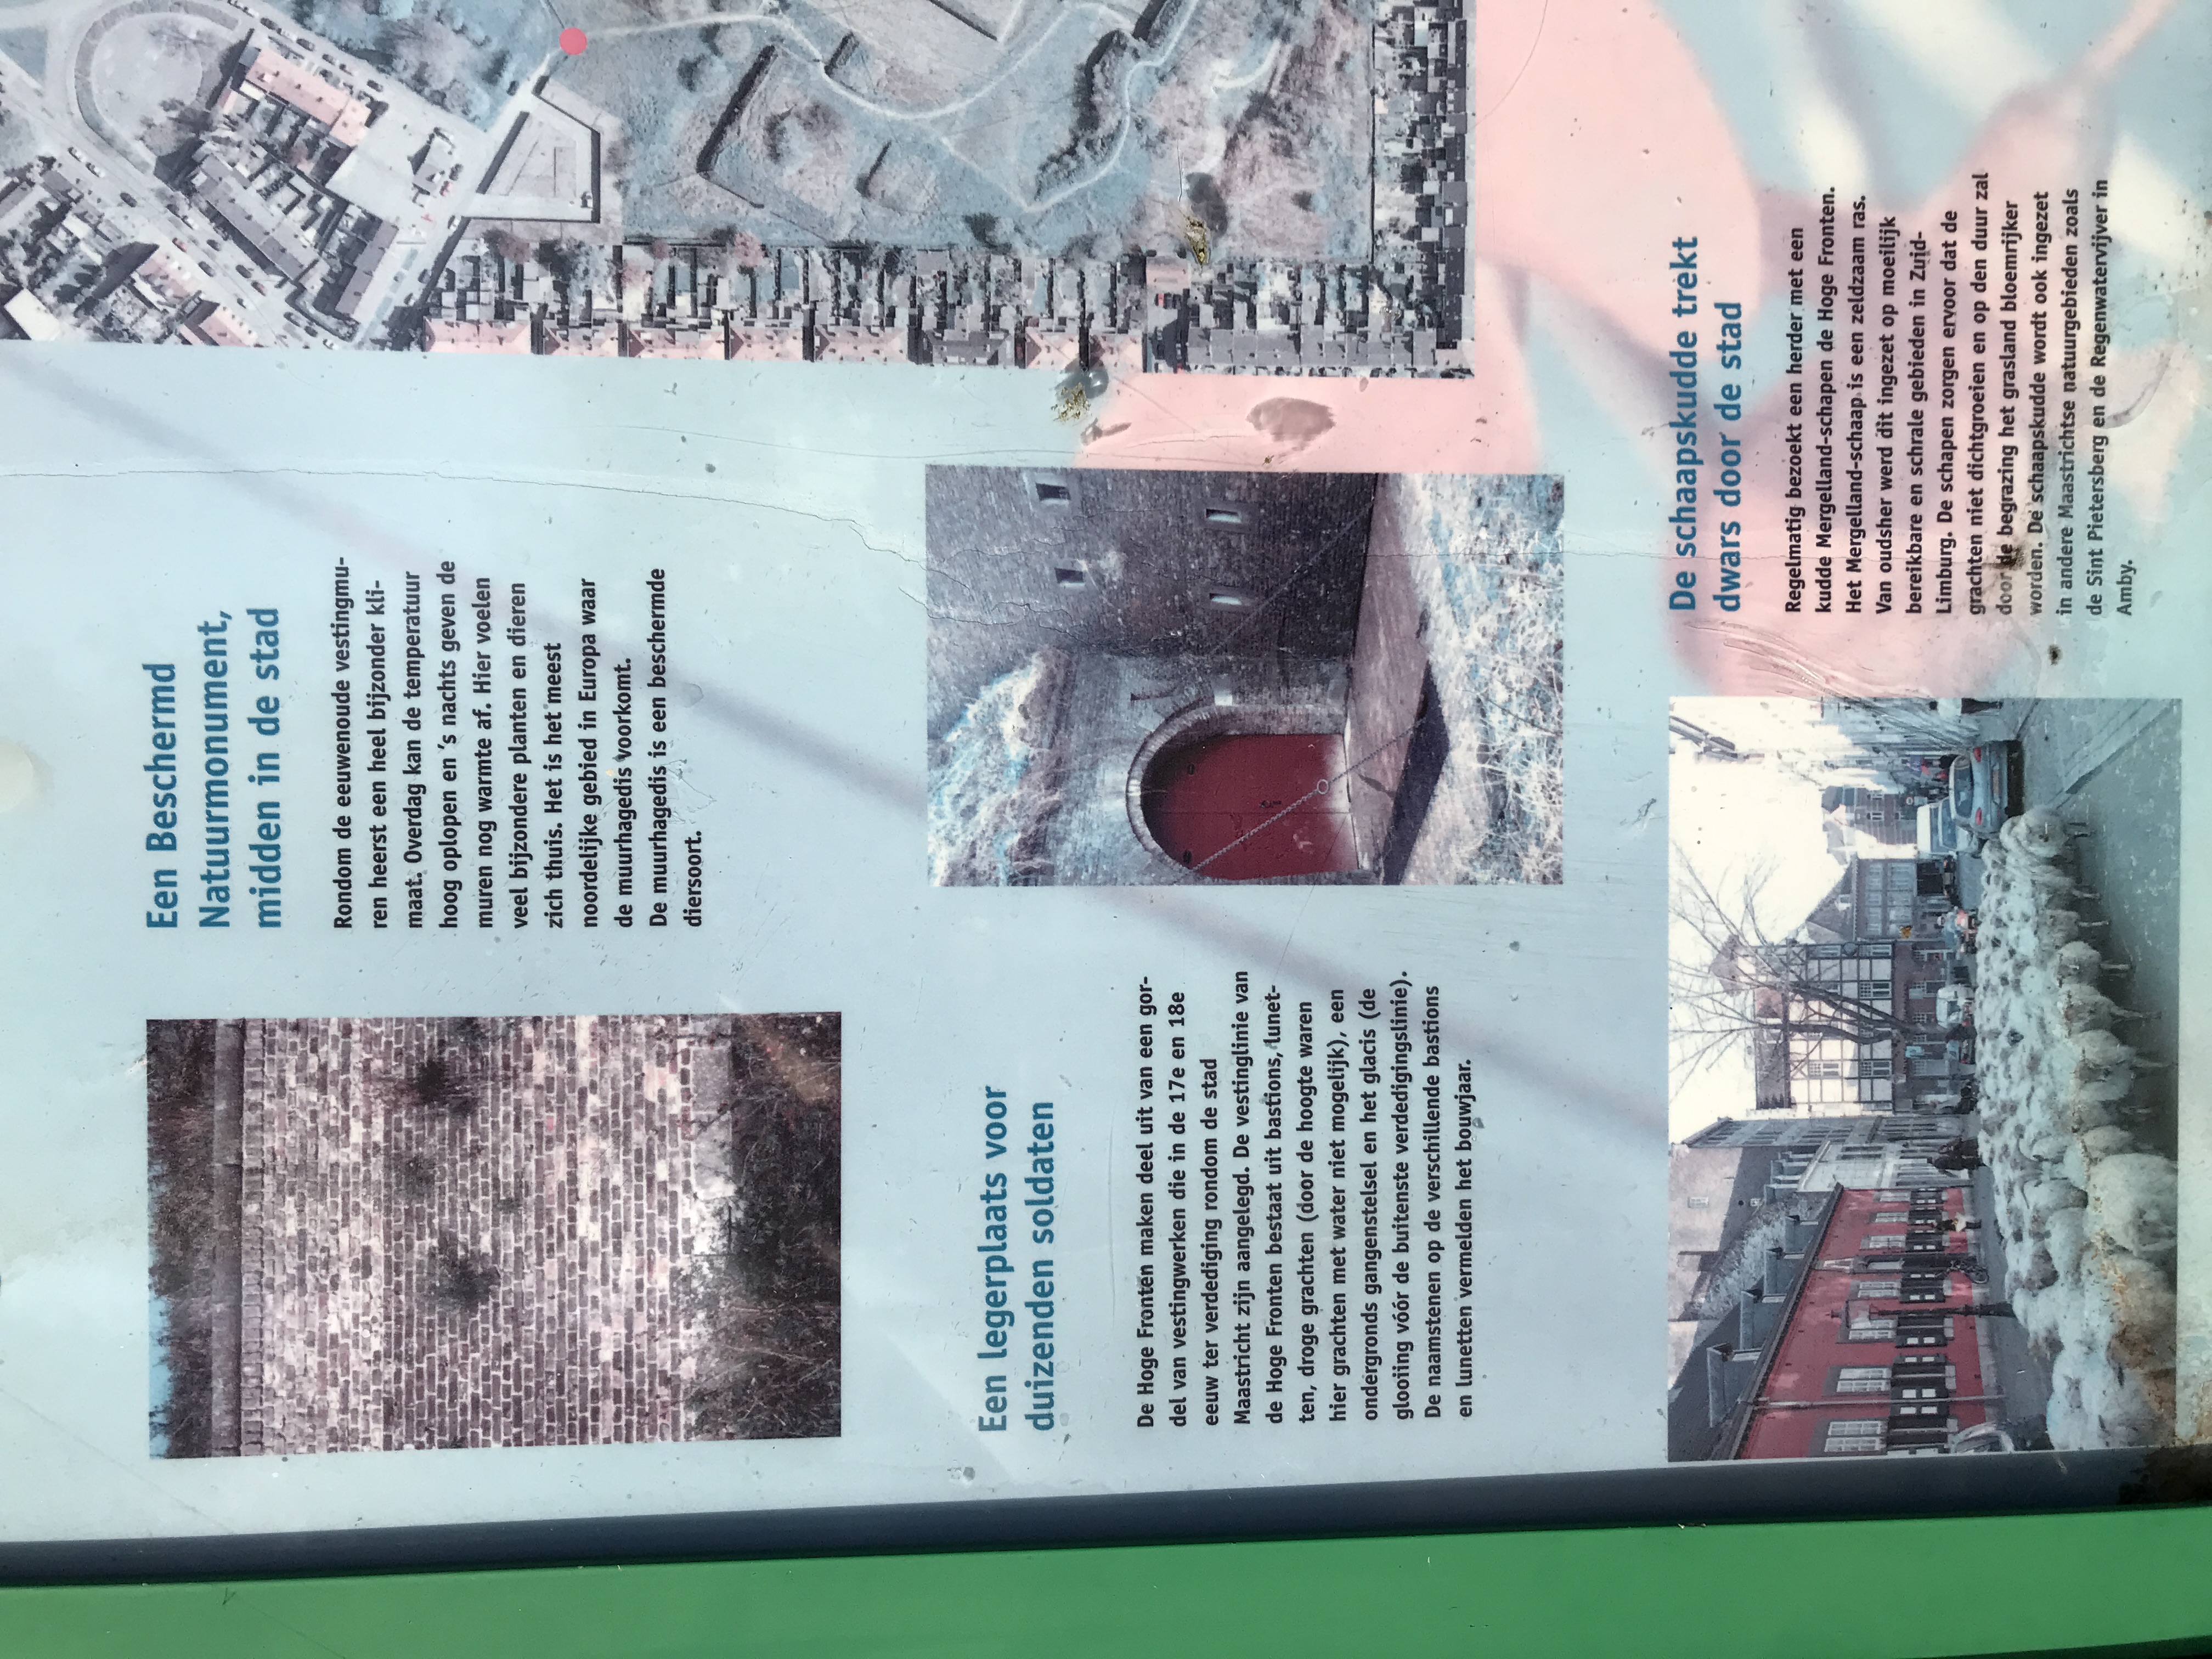 Een Beschermd
Natuurmonument,
midden in de stad
Rondom de eeuwenoude vestingmu-
ren heerst een heel bijzonder kli-
maat. Overdag kan de temperatuur
hoog oplopen en 's nachts geven de
muren nog warmte af. Hier voelen
veel bijzondere planten en dieren
zich thuis. Het is het meest
noordelijke gebied in Europa waar
de muurhagedis voorkomt.
De muurhagedis is een beschermde
diersoort.
Een legerplaats voor
duizenden soldaten
De Hoge Fronten maken deel uit van een gor-
del van vestingwerken die in de 17e en 18e
eeuw ter verdediging rondom de stad
Maastricht zijn aangelegd. De vestinglinie van
de Hoge Fronten bestaat uit bastions, lunet-
ten, droge grachten (door de hoogte waren
hier grachten met water niet mogelijk), een
ondergronds gangenstelsel en het glacis (de
glooiing vóór de buitenste verdedigingslinie).
De naamstenen op de verschillende bastions
en lunetten vermelden het bouwjaar.
De schaapskudde trekt
dwars door de stad
Regelmatig bezoekt een herder met een
kudde Mergelland-schapen de Hoge Fronten.
Het Mergelland-schaap is een zeldzaam ras.
Van oudsher werd dit ingezet op moeilijk
bereikbare en schrale gebieden in Zuid-
Limburg. De schapen zorgen ervoor dat de
grachten niet dichtgroeien en op den duur zal
door de begrazing het grasland bloemrijker
worden. De schaapskudde wordt ook ingezet
in andere Maastrichtse natuurgebieden zoals
de Sint Pietersberg en de Regenwatervijver in
Amby.